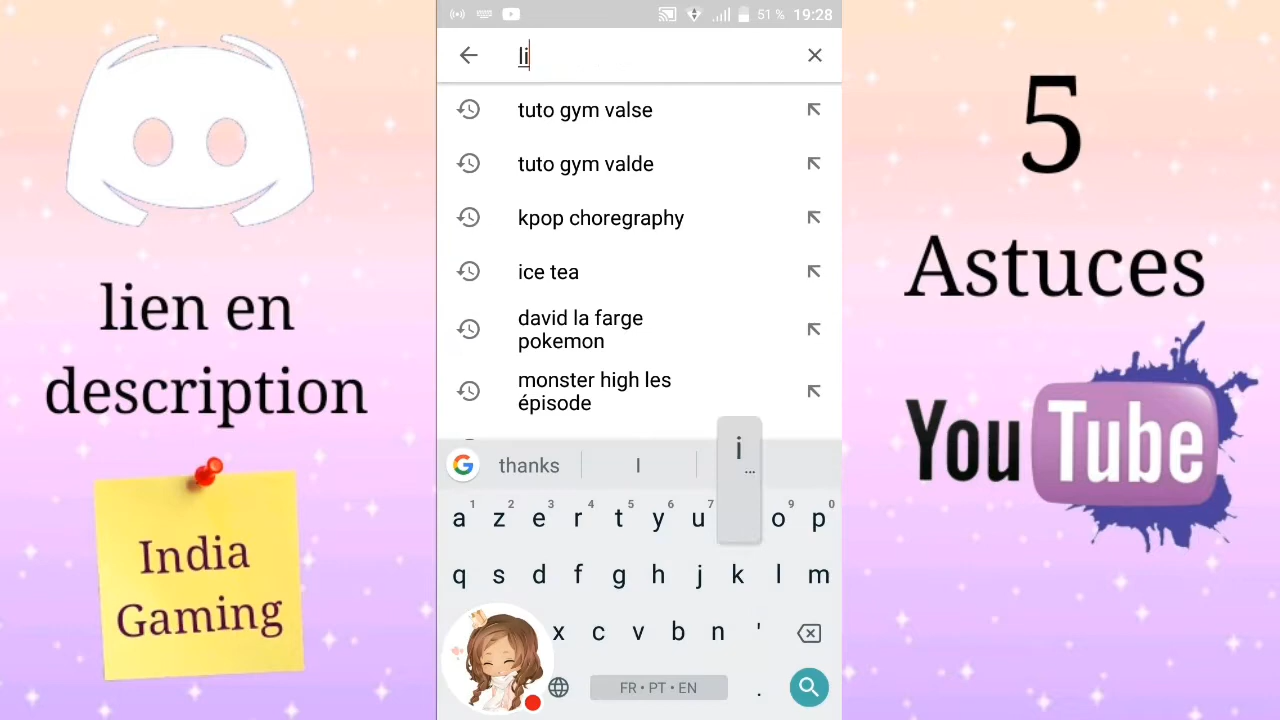 lien en
description
India
Gaming
51 % 19:28
li
tuto gym valse
tuto gym valde
kpop choregraphy
ice tea
david la farge
pokemon
monster high les
épisode
thanks
I
i
...
1 2 3 4 5 6 7 9 0
a z e r t y u o p
q s d f g h j k l m
x c v b n '
FR • PT • EN .
5
Astuces
YouTube